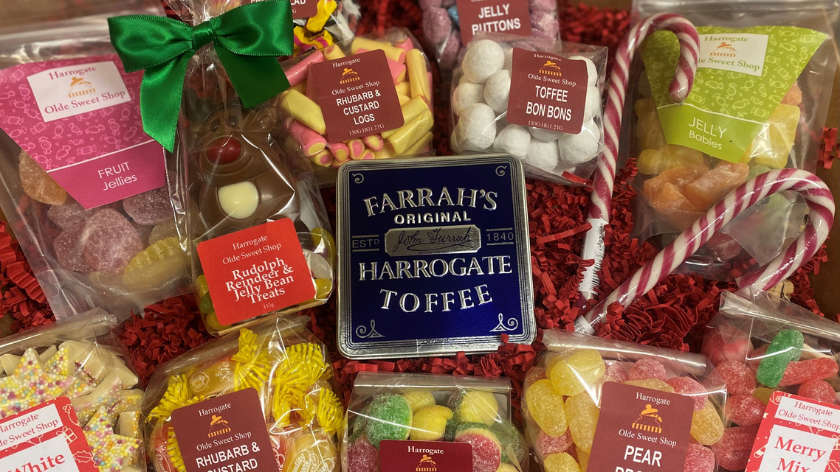 Harrogate
Olde Sweet Shop
FRUIT
Jellies
Harrogate
Olde Sweet Shop
RHUBARB &
CUSTARD
LOGS
JELLY
BUTTONS
Harrogate
Olde Sweet Shop
TOFFEE
BON BONS
Harrogate
Olde Sweet Shop
JELLY
Babies
Harrogate
Olde Sweet Shop
Rudolph
Reindeer &
Jelly Bean
Treats
FARRAH'S
ORIGINAL
ESTD
John Farrah
1840
HARROGATE
TOFFEE
Harrogate
Olde Sweet Shop
White
Harrogate
Olde Sweet Shop
RHUBARB &
CUSTARD
Harrogate
Harrogate
Olde Sweet Shop
PEAR
Harrogate
Olde Sweet Shop
Merry